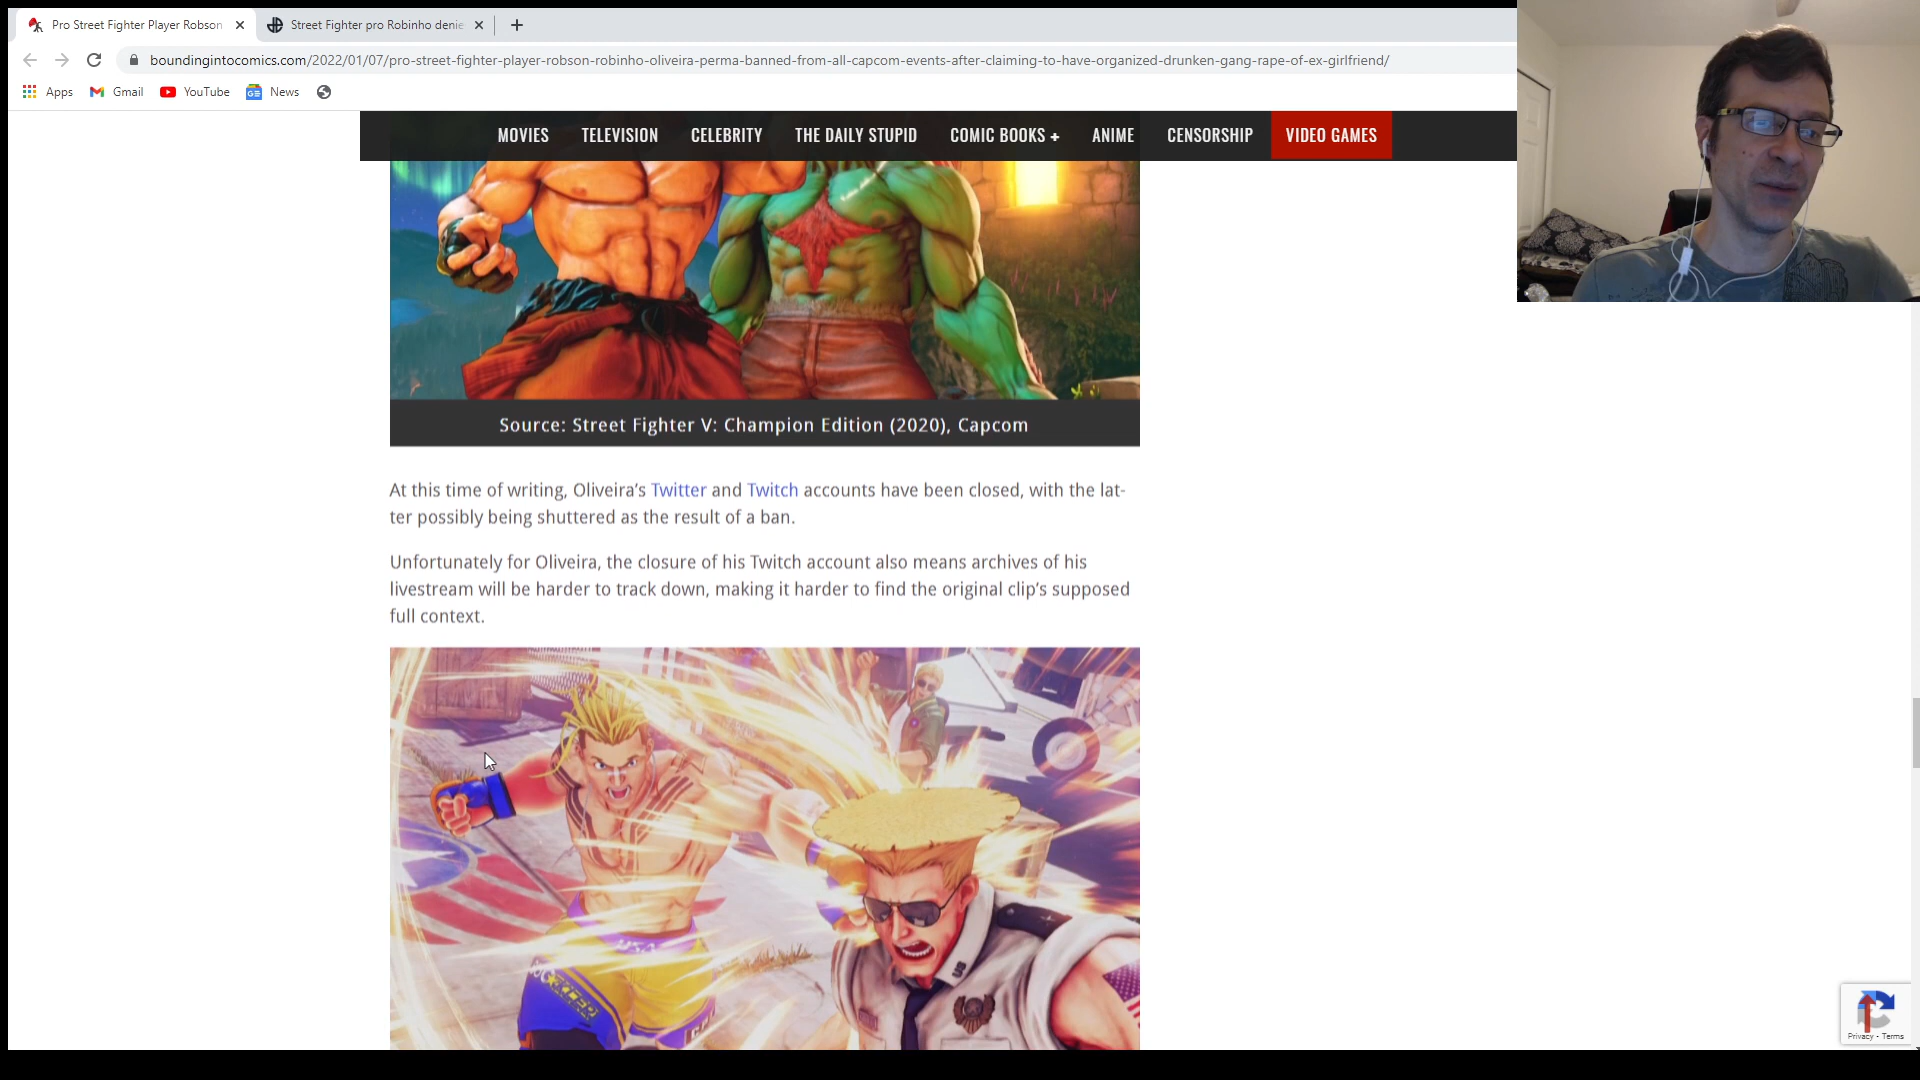 Pro Street Fighter Player Robson
Street Fighter pro Robinho denie
boundingintocomics.com/2022/01/07/pro-street-fighter-player-robson-robinho-oliveira-perma-banned-from-all-capcom-events-after-claiming-to-have-organized-drunken-gang-rape-of-ex-girlfriend/
Apps Gmail YouTube News
MOVIES TELEVISION CELEBRITY THE DAILY STUPID COMIC BOOKS + ANIME CENSORSHIP VIDEO GAMES
Source: Street Fighter V: Champion Edition (2020), Capcom
At this time of writing, Oliveira’s Twitter and Twitch accounts have been closed, with the lat-
ter possibly being shuttered as the result of a ban.
Unfortunately for Oliveira, the closure of his Twitch account also means archives of his
livestream will be harder to track down, making it harder to find the original clip’s supposed
full context.
US
Privacy - Terms